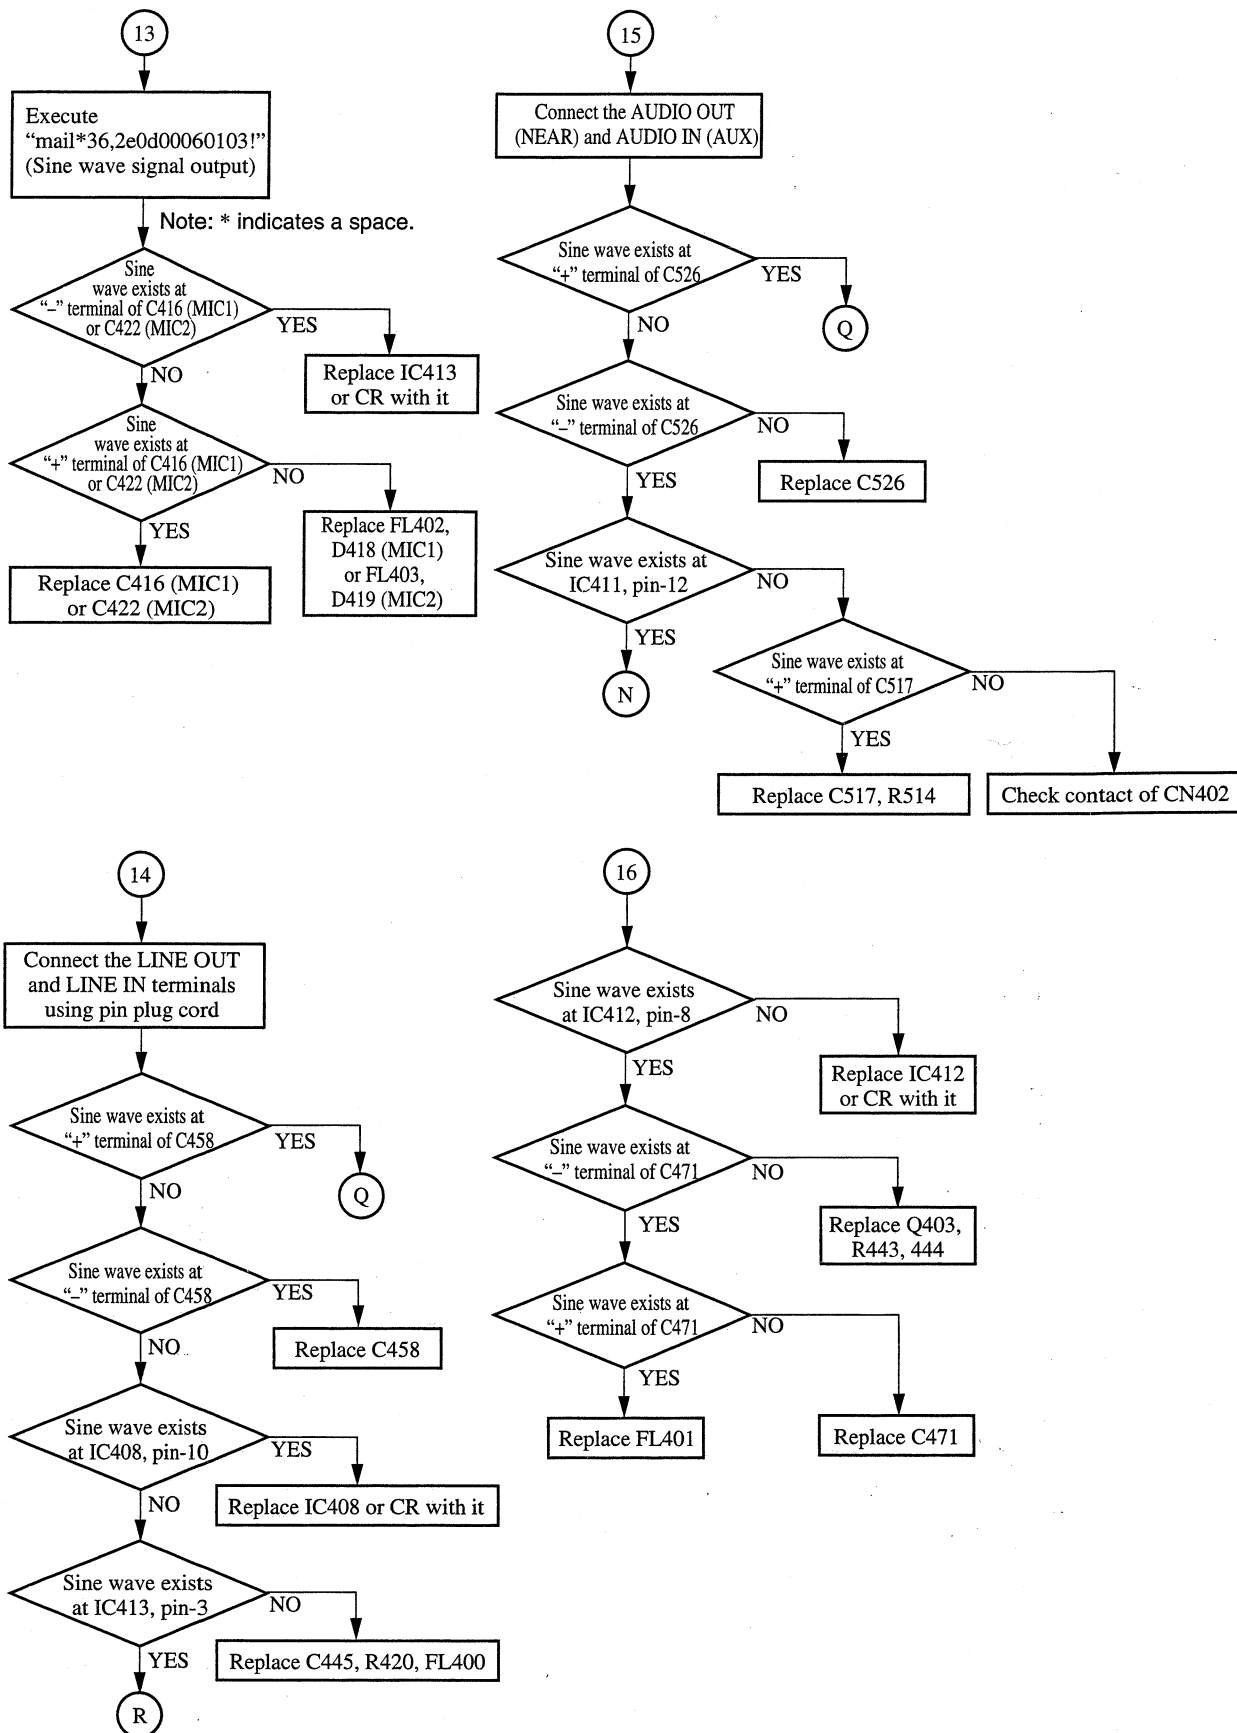 13
Execute
“mail*36,2e0d00060103!”
(Sine wave signal output)
Note: * indicates a space.
Sine
wave exists at
“–” terminal of C416 (MIC1)
or C422 (MIC2)
YES
Replace IC413
or CR with it
NO
Sine
wave exists at
“+” terminal of C416 (MIC1)
or C422 (MIC2)
NO
Replace FL402,
D418 (MIC1)
or FL403,
D419 (MIC2)
YES
Replace C416 (MIC1)
or C422 (MIC2)
15
Connect the AUDIO OUT
(NEAR) and AUDIO IN (AUX)
Sine wave exists at
“+” terminal of C526
YES
Q
NO
Sine wave exists at
“–” terminal of C526
NO
Replace C526
YES
Sine wave exists at
IC411, pin-12
NO
YES
N
Sine wave exists at
“+” terminal of C517
NO
YES
Replace C517, R514
Check contact of CN402
14
Connect the LINE OUT
and LINE IN terminals
using pin plug cord
Sine wave exists at
“+” terminal of C458
YES
Q
NO
Sine wave exists at
“–” terminal of C458
YES
Replace C458
NO
Sine wave exists
at IC408, pin-10
YES
Replace IC408 or CR with it
NO
Sine wave exists
at IC413, pin-3
NO
Replace C445, R420, FL400
YES
R
16
Sine wave exists
at IC412, pin-8
NO
Replace IC412
or CR with it
YES
Sine wave exists at
“–” terminal of C471
NO
Replace Q403,
R443, 444
YES
Sine wave exists at
“+” terminal of C471
NO
Replace C471
YES
Replace FL401